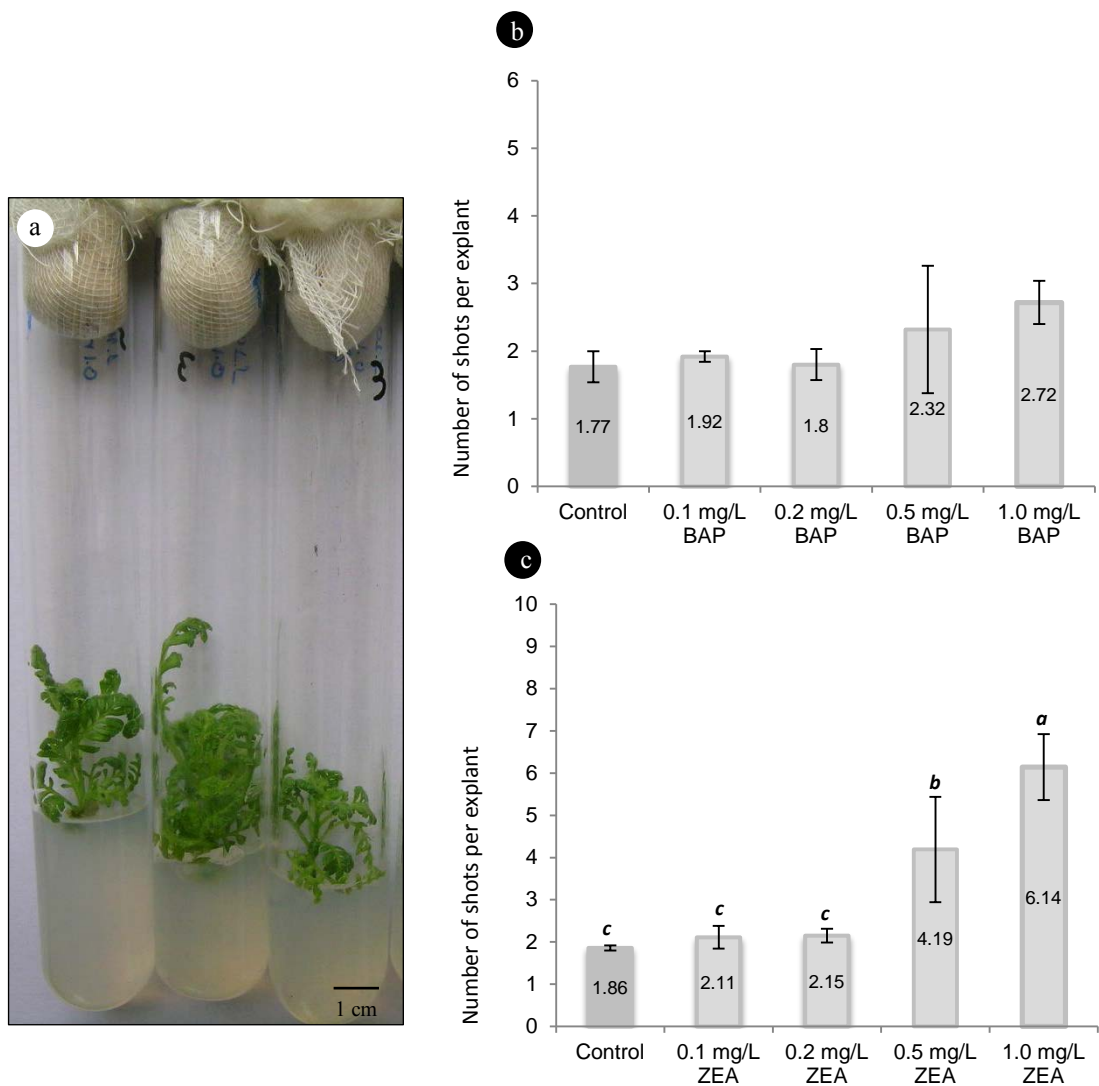 a
1 cm
b
Number of shots per explant
6
5
4
3
2
1
0
1.77
1.92
1.8
2.32
2.72
Control
0.1 mg/L
BAP
0.2 mg/L
BAP
0.5 mg/L
BAP
1.0 mg/L
BAP
c
Number of shots per explant
10
9
8
7
6
5
4
3
2
1
0
c
c
c
b
a
1.86
2.11
2.15
4.19
6.14
Control
0.1 mg/L
ZEA
0.2 mg/L
ZEA
0.5 mg/L
ZEA
1.0 mg/L
ZEA